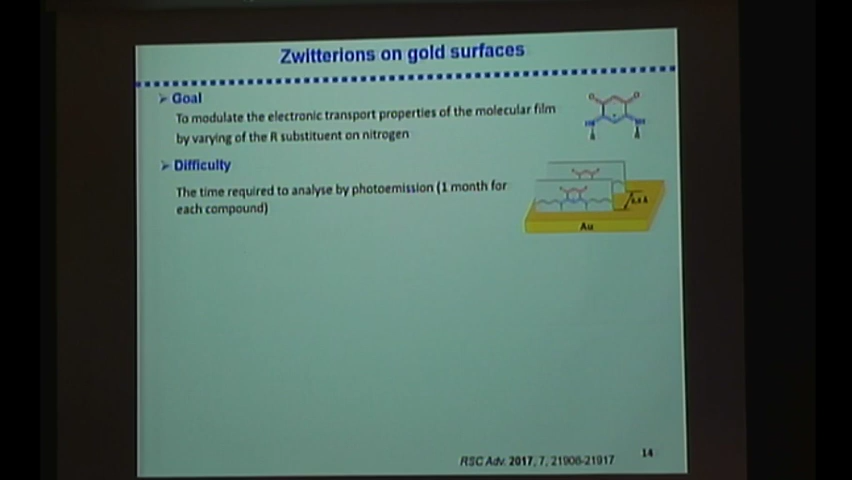 Zwitterions on gold surfaces
Goal
To modulate the electronic transport properties of the molecular film
by varying of the R substituent on nitrogen
Difficulty
The time required to analyse by photoemission (1 month for
each compound)
Au
RSC Adv. 2017, 7, 21906-21917
14